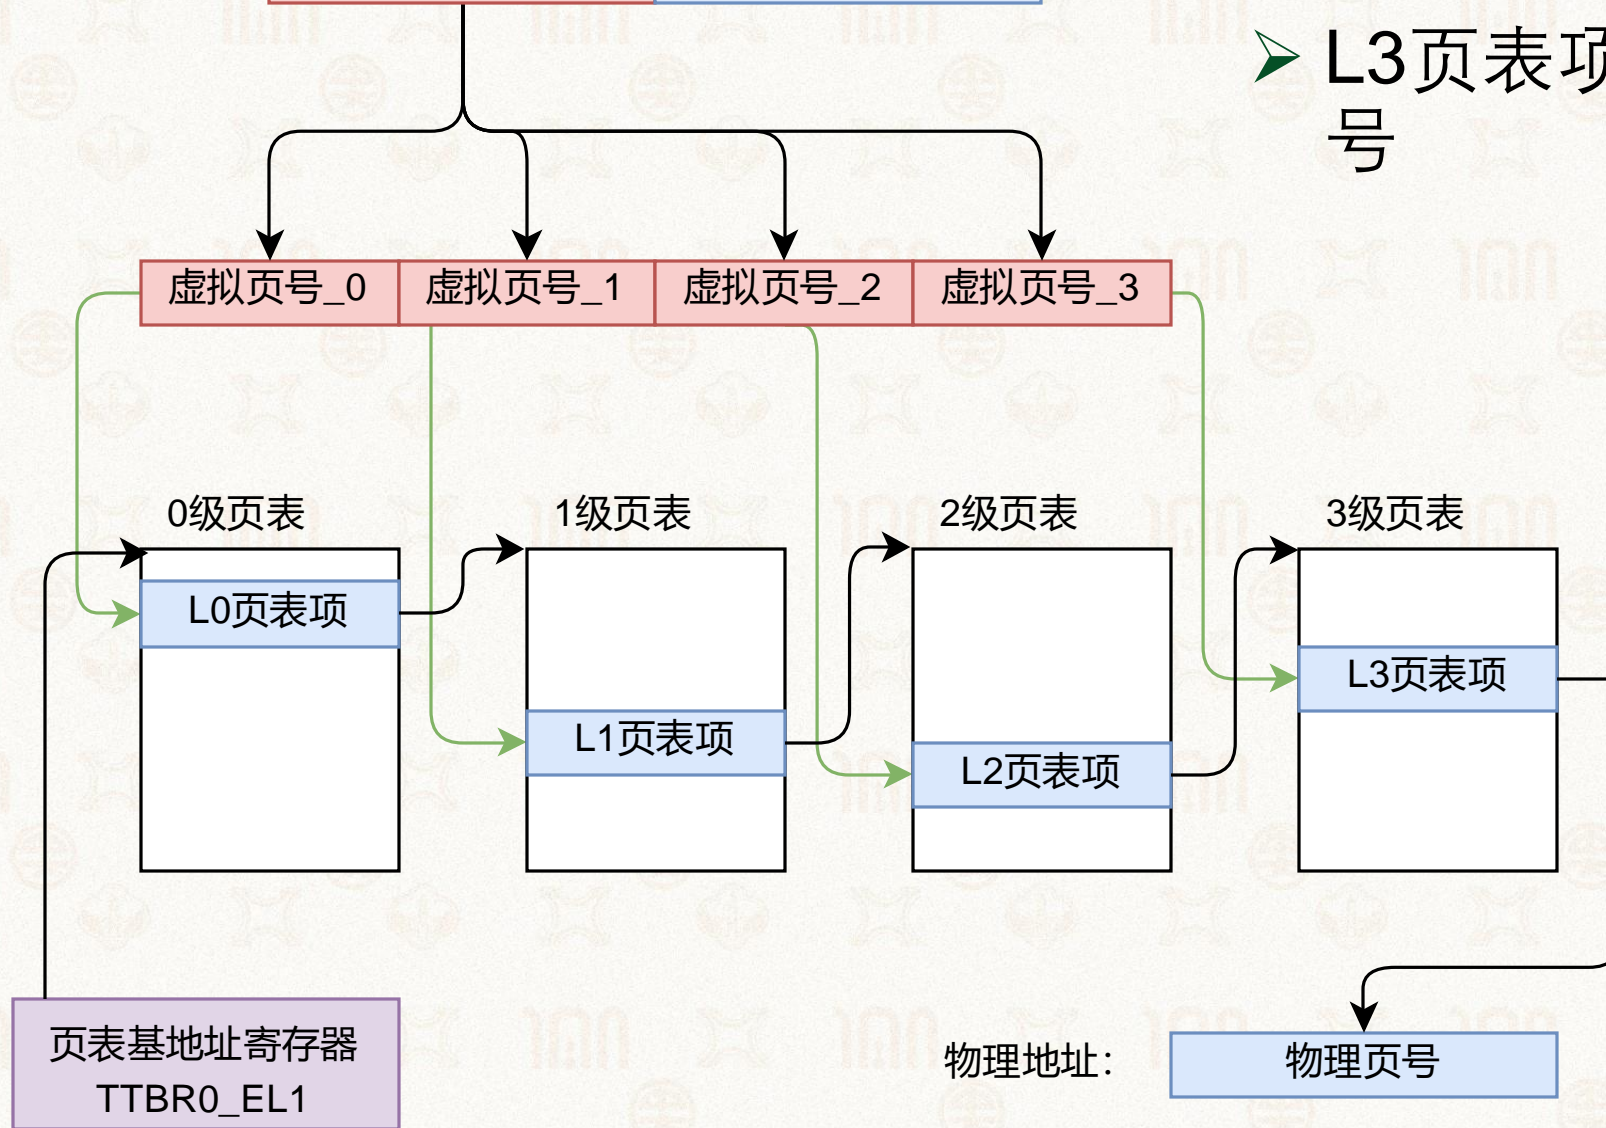 L3页表项
号
虚拟页号_0
虚拟页号_1
虚拟页号_2
虚拟页号_3
0级页表
1级页表
2级页表
3级页表
L0页表项
L1页表项
L2页表项
L3页表项
页表基地址寄存器
TTBR0_EL1
物理地址：
物理页号